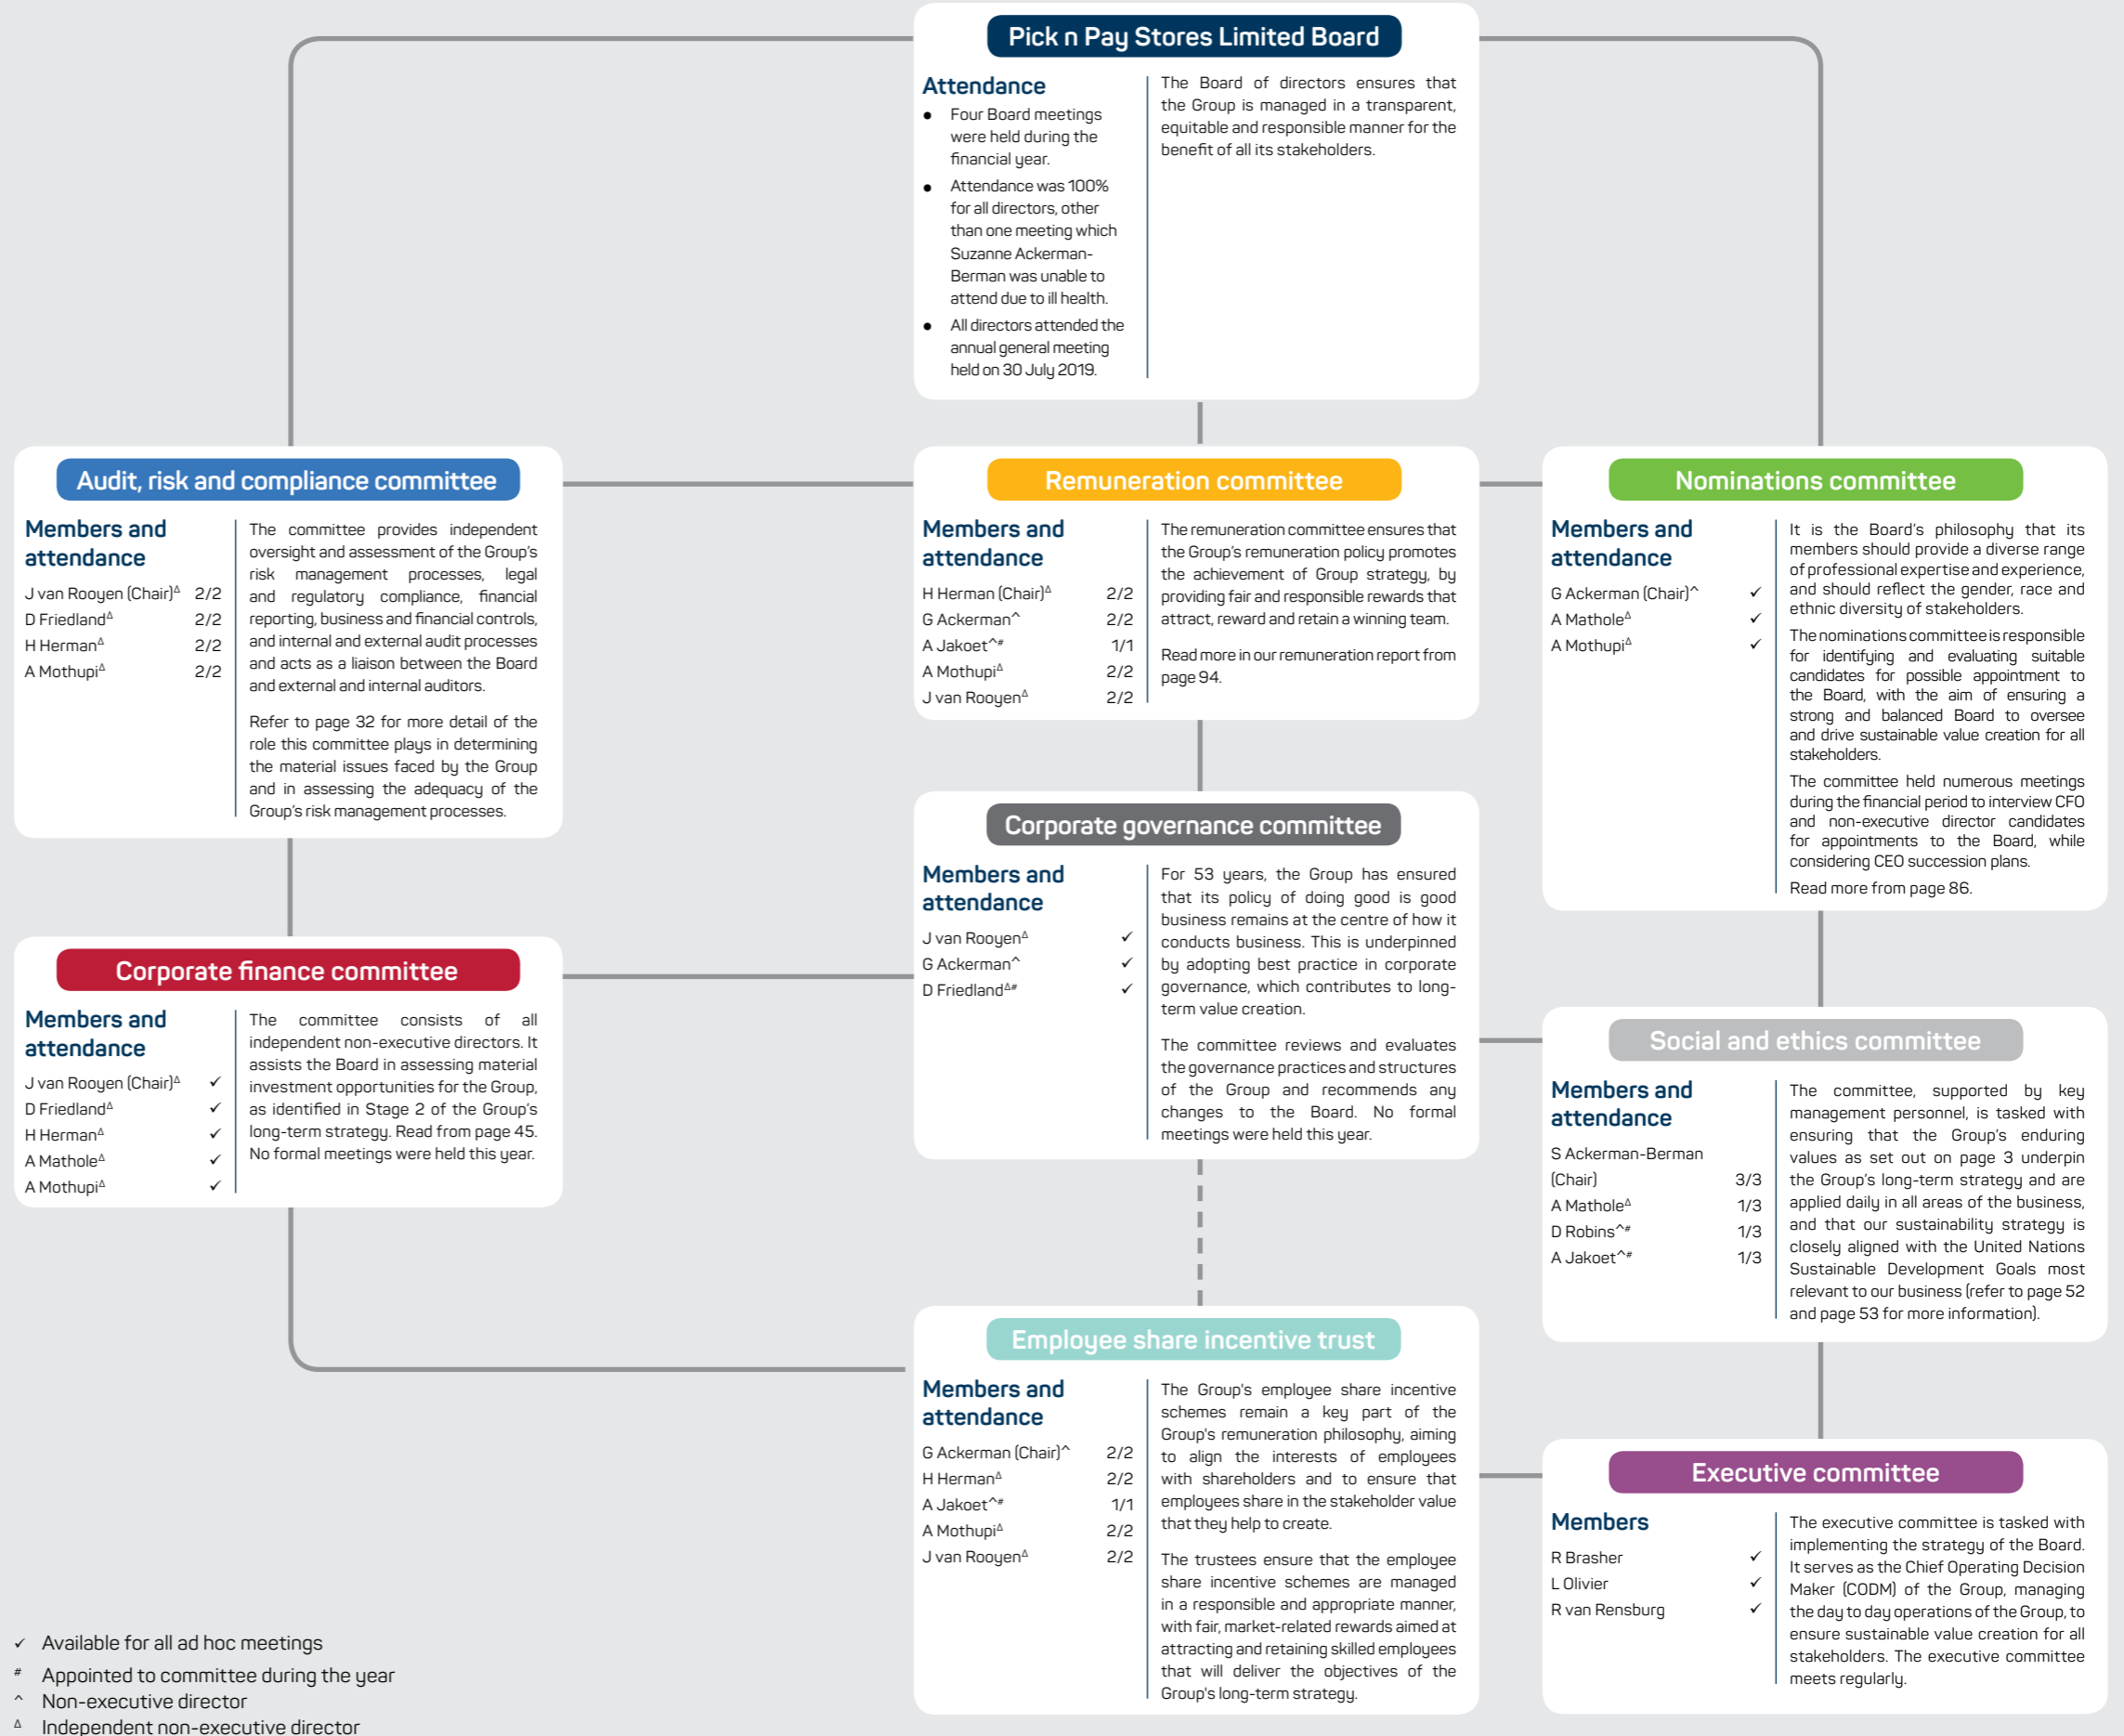 Pick n Pay Stores Limited Board
Attendance
● Four Board meetings
were held during the
financial year.
● Attendance was 100%
for all directors, other
than one meeting which
Suzanne Ackerman-
Berman was unable to
attend due to ill health.
● All directors attended the
annual general meeting
held on 30 July 2019.
The Board of directors ensures that
the Group is managed in a transparent,
equitable and responsible manner for the
benefit of all its stakeholders.
Audit, risk and compliance committee
Members and
attendance
J van Rooyen (Chair)Δ 2/2
D FriedlandΔ 2/2
H HermanΔ 2/2
A MothupiΔ 2/2
The committee provides independent
oversight and assessment of the Group's
risk management processes, legal
and regulatory compliance, financial
reporting, business and financial controls,
and internal and external audit processes
and acts as a liaison between the Board
and external and internal auditors.
Refer to page 32 for more detail of the
role this committee plays in determining
the material issues faced by the Group
and in assessing the adequacy of the
Group's risk management processes.
Remuneration committee
Members and
attendance
H Herman (Chair)Δ 2/2
G Ackerman^ 2/2
A Jakoet^# 1/1
A MothupiΔ 2/2
J van RooyenΔ 2/2
The remuneration committee ensures that
the Group's remuneration policy promotes
the achievement of Group strategy, by
providing fair and responsible rewards that
attract, reward and retain a winning team.
Read more in our remuneration report from
page 94.
Nominations committee
Members and
attendance
G Ackerman (Chair)^ ✓
A MatholeΔ ✓
A MothupiΔ ✓
It is the Board's philosophy that its
members should provide a diverse range
of professional expertise and experience,
and should reflect the gender, race and
ethnic diversity of stakeholders.
The nominations committee is responsible
for identifying and evaluating suitable
candidates for possible appointment to
the Board, with the aim of ensuring a
strong and balanced Board to oversee
and drive sustainable value creation for all
stakeholders.
The committee held numerous meetings
during the financial period to interview CFO
and non-executive director candidates
for appointments to the Board, while
considering CEO succession plans.
Read more from page 86.
Corporate finance committee
Members and
attendance
J van Rooyen (Chair)Δ ✓
D FriedlandΔ ✓
H HermanΔ ✓
A MatholeΔ ✓
A MothupiΔ ✓
The committee consists of all
independent non-executive directors. It
assists the Board in assessing material
investment opportunities for the Group,
as identified in Stage 2 of the Group's
long-term strategy. Read from page 45.
No formal meetings were held this year.
Corporate governance committee
Members and
attendance
J van RooyenΔ ✓
G Ackerman^ ✓
D FriedlandΔ# ✓
For 53 years, the Group has ensured
that its policy of doing good is good
business remains at the centre of how it
conducts business. This is underpinned
by adopting best practice in corporate
governance, which contributes to long-
term value creation.
The committee reviews and evaluates
the governance practices and structures
of the Group and recommends any
changes to the Board. No formal
meetings were held this year.
Social and ethics committee
Members and
attendance
S Ackerman-Berman
(Chair) 3/3
A MatholeΔ 1/3
D Robins^# 1/3
A Jakoet^# 1/3
The committee, supported by key
management personnel, is tasked with
ensuring that the Group's enduring
values as set out on page 3 underpin
the Group's long-term strategy and are
applied daily in all areas of the business,
and that our sustainability strategy is
closely aligned with the United Nations
Sustainable Development Goals most
relevant to our business (refer to page 52
and page 53 for more information).
Employee share incentive trust
Members and
attendance
G Ackerman (Chair)^ 2/2
H HermanΔ 2/2
A Jakoet^# 1/1
A MothupiΔ 2/2
J van RooyenΔ 2/2
The Group's employee share incentive
schemes remain a key part of the
Group's remuneration philosophy, aiming
to align the interests of employees
with shareholders and to ensure that
employees share in the stakeholder value
that they help to create.
The trustees ensure that the employee
share incentive schemes are managed
in a responsible and appropriate manner,
with fair, market-related rewards aimed at
attracting and retaining skilled employees
that will deliver the objectives of the
Group's long-term strategy.
Executive committee
Members
R Brasher ✓
L Olivier ✓
R van Rensburg ✓
The executive committee is tasked with
implementing the strategy of the Board.
It serves as the Chief Operating Decision
Maker (CODM) of the Group, managing
the day to day operations of the Group, to
ensure sustainable value creation for all
stakeholders. The executive committee
meets regularly.
✓ Available for all ad hoc meetings
# Appointed to committee during the year
^ Non-executive director
Δ Independent non-executive director